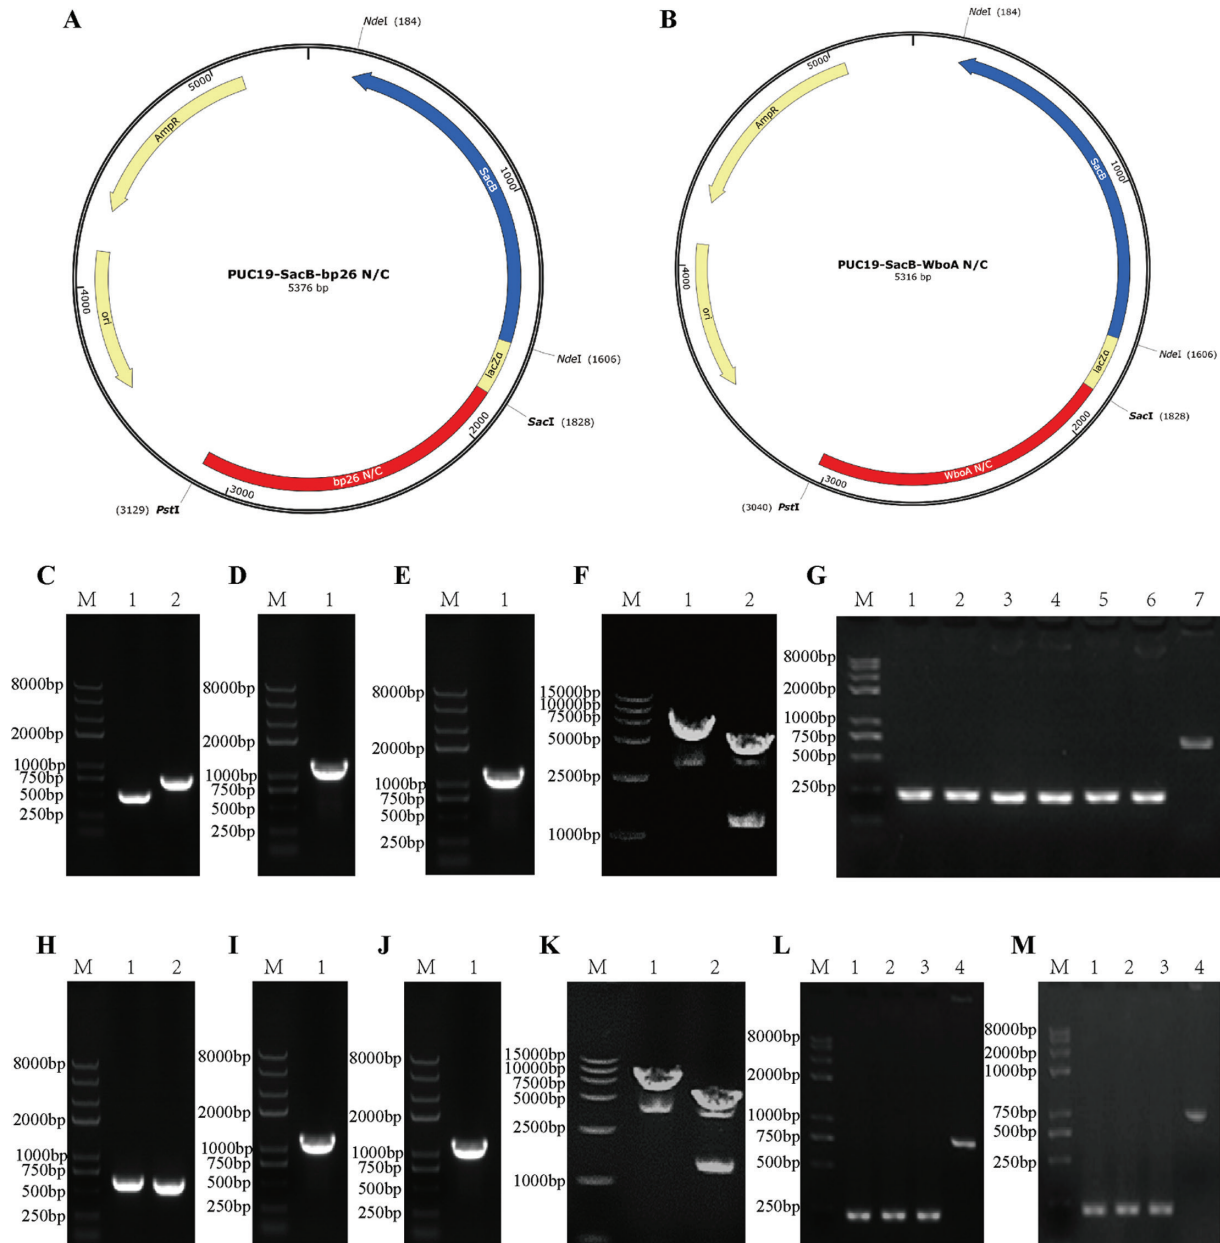 A
B
NdeI (184)
5000
AmpR
SacB
1000
PUC19-SacB-bp26 N/C
5376 bp
4000
ori
NdeI (1606)
lacZα
SacI (1828)
2000
bp26 N/C
3000
(3129) PstI
NdeI (184)
5000
AmpR
SacB
1000
PUC19-SacB-WboA N/C
5316 bp
4000
ori
NdeI (1606)
lacZα
SacI (1828)
2000
WboA N/C
3000
(3040) PstI
C
M 1 2
8000bp
2000bp
1000bp
750bp
500bp
250bp
D
M 1
8000bp
2000bp
1000bp
750bp
500bp
250bp
E
M 1
8000bp
2000bp
1000bp
750bp
500bp
250bp
F
M 1 2
15000bp
10000bp
7500bp
5000bp
2500bp
1000bp
G
M 1 2 3 4 5 6 7
8000bp
2000bp
1000bp
750bp
500bp
250bp
H
M 1 2
8000bp
2000bp
1000bp
750bp
500bp
250bp
I
M 1
8000bp
2000bp
1000bp
750bp
500bp
250bp
J
M 1
8000bp
2000bp
1000bp
750bp
500bp
250bp
K
M 1 2
15000bp
10000bp
7500bp
5000bp
2500bp
1000bp
L
M 1 2 3 4
8000bp
2000bp
1000bp
750bp
500bp
250bp
M
M 1 2 3 4
8000bp
2000bp
1000bp
750bp
500bp
250bp